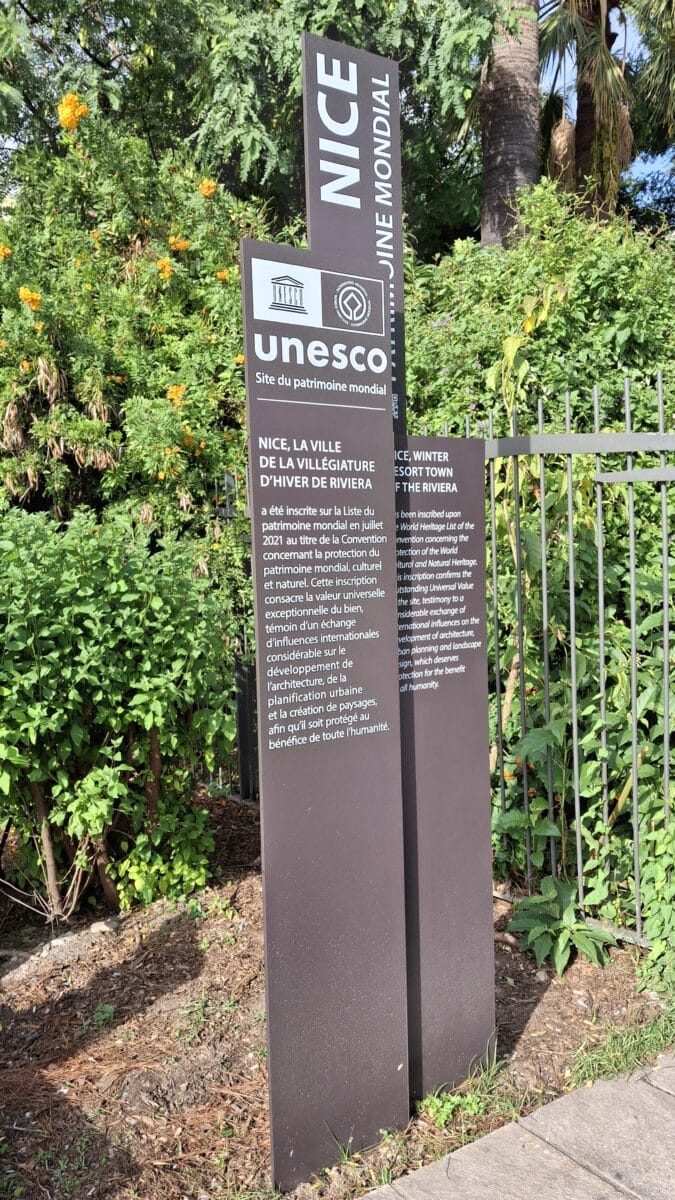 NICE
PATRIMOINE MONDIAL
UNESCO
unesco
Site du patrimoine mondial
NICE, LA VILLE
DE LA VILLÉGIATURE
D'HIVER DE RIVIERA
a été inscrite sur la Liste du
patrimoine mondial en juillet
2021 au titre de la Convention
concernant la protection du
patrimoine mondial, culturel
et naturel. Cette inscription
consacre la valeur universelle
exceptionnelle du bien,
témoin d'un échange
d'influences internationales
considérable sur le
développement de
l'architecture, de la
planification urbaine
et la création de paysages,
afin qu'il soit protégé au
bénéfice de toute l'humanité.
ICE, WINTER
ESORT TOWN
F THE RIVIERA
s been inscribed upon
e World Heritage List of the
onvention concerning the
otection of the World
ltural and Natural Heritage.
is inscription confirms the
utstanding Universal Value
the site, testimony to a
nsiderable exchange of
ernational influences on the
velopment of architecture,
ban planning and landscape
sign, which deserves
otection for the benefit
all humanity.